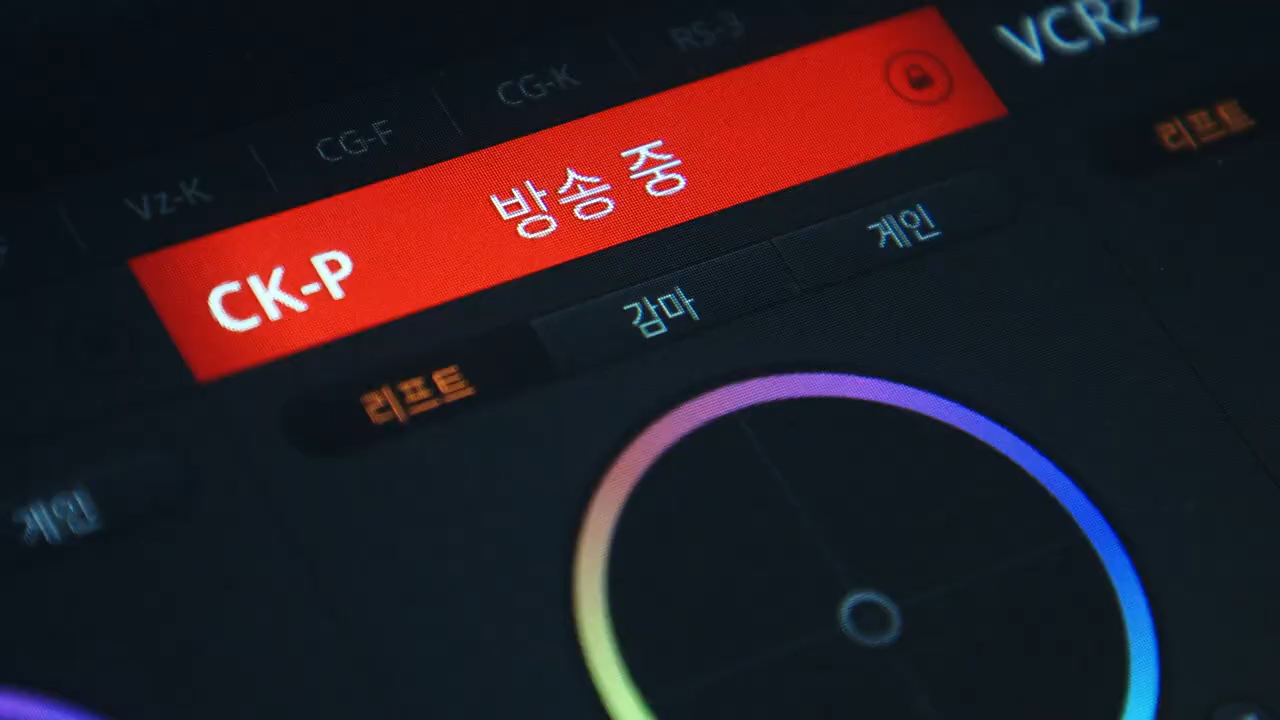 Vz-K CG-F CG-K RS-9
CK-P 방송 중
VCR2
리프트 감마 게인
리프트
게인